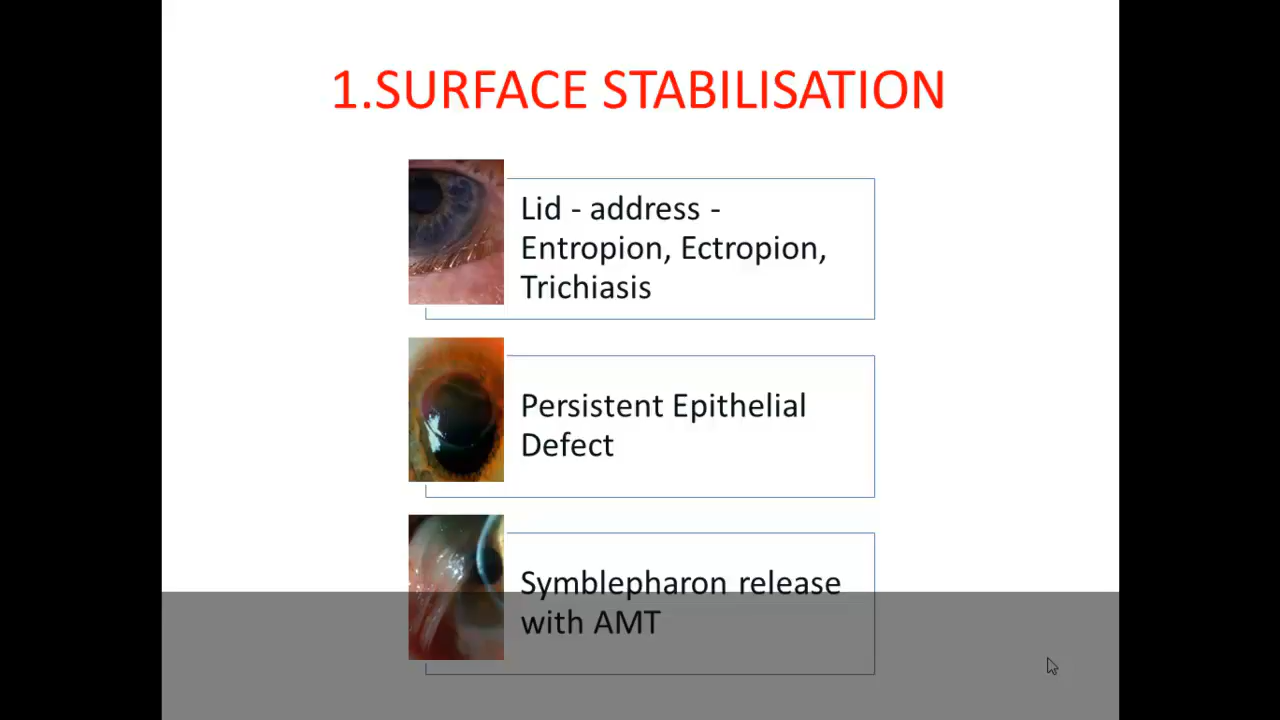 1.SURFACE STABILISATION
Lid - address -
Entropion, Ectropion,
Trichiasis
Persistent Epithelial
Defect
Symblepharon release
with AMT